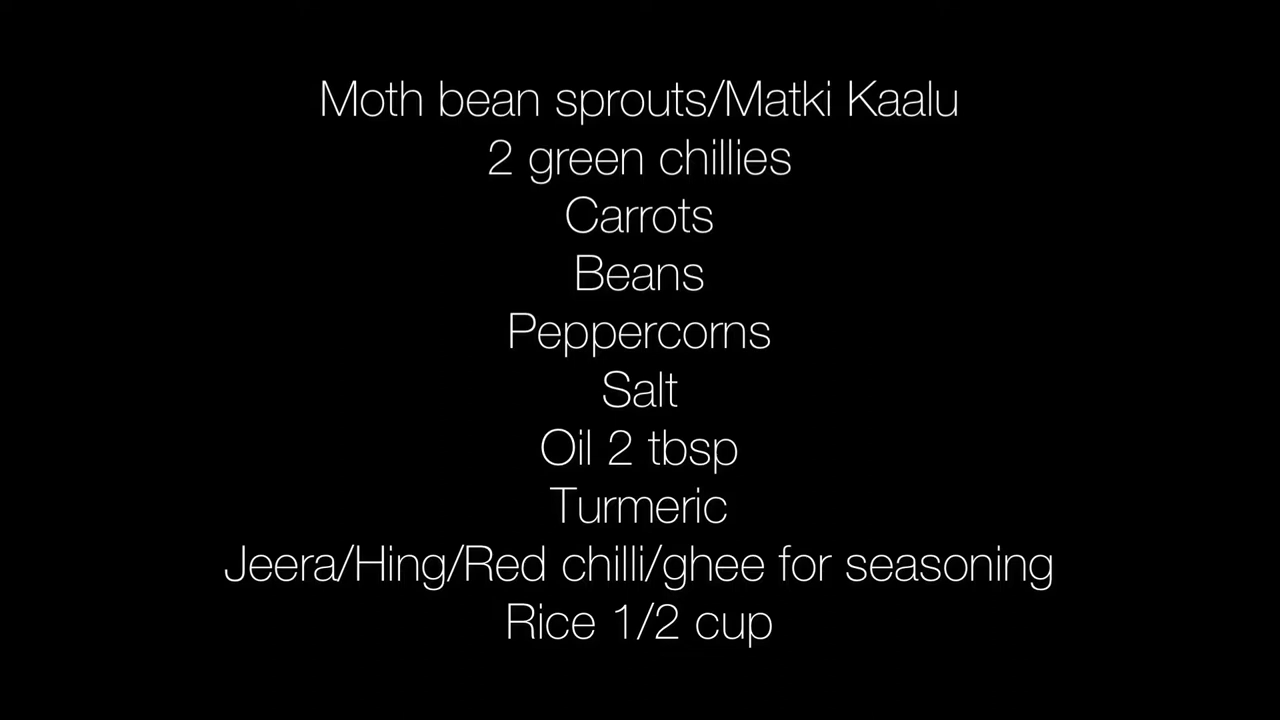 Moth bean sprouts/Matki Kaalu
2 green chillies
Carrots
Beans
Peppercorns
Salt
Oil 2 tbsp
Turmeric
Jeera/Hing/Red chilli/ghee for seasoning
Rice 1/2 cup